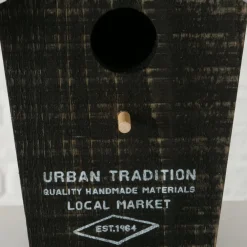 URBAN TRADITION
QUALITY HANDMADE MATERIALS
LOCAL MARKET
EST.1964